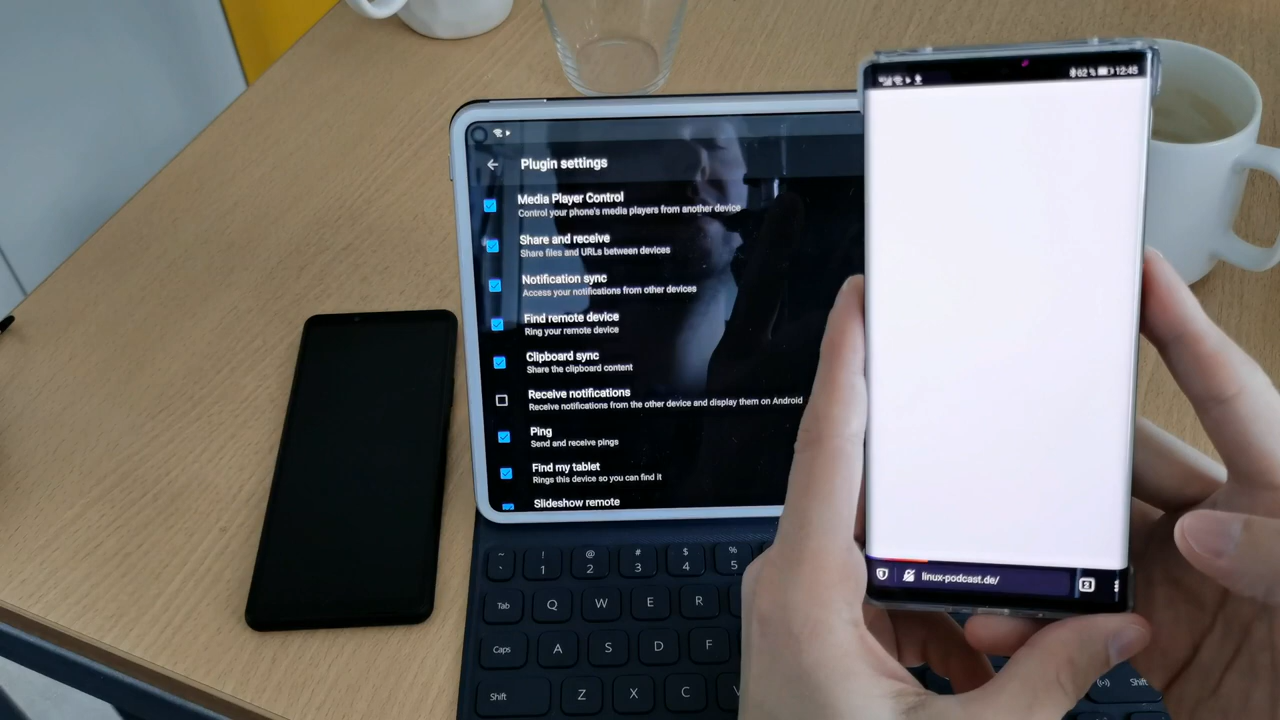 Plugin settings
Media Player Control
Control your phone's media players from another device
Share and receive
Share files and URLs between devices
Notification sync
Access your notifications from other devices
Find remote device
Ring your remote device
Clipboard sync
Share the clipboard content
Receive notifications
Receive notifications from the other device and display them on Android
Ping
Send and receive pings
Find my tablet
Rings this device so you can find it
Slideshow remote
62 % 12:45
linux-podcast.de/
2
~ ! @ # $ %
` 1 2 3 4 5
Tab Q W E R
Caps A S D F
Shift Z X C
Shift